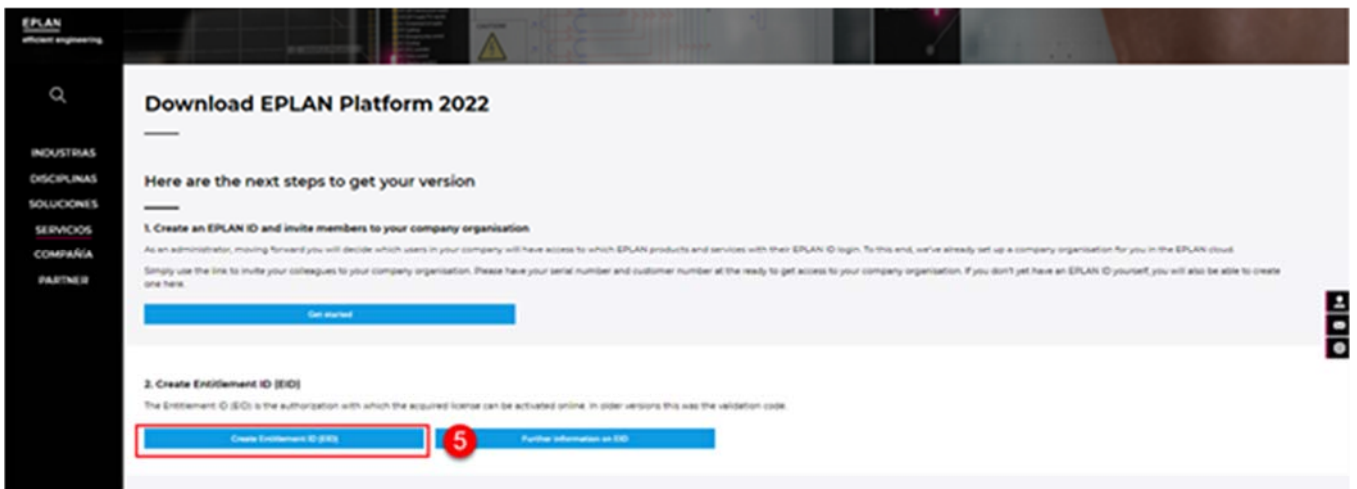 EPLAN
efficient engineering.
Download EPLAN Platform 2022
INDUSTRIAS
DISCIPLINAS
SOLUCIONES
SERVICIOS
COMPAÑÍA
PARTNER
Here are the next steps to get your version
1. Create an EPLAN ID and invite members to your company organisation
As an administrator, moving forward you will decide which users in your company will have access to which EPLAN products and services with their EPLAN ID login. To this end, we've already set up a company organisation for you in the EPLAN cloud.
Simply use the link to invite your colleagues to your company organisation. Please have your serial number and customer number at the ready to get access to your company organisation. If you don't yet have an EPLAN ID yourself, you will also be able to create
one here.
Get started
2. Create Entitlement ID (EID)
The Entitlement ID (EID) is the authorization with which the acquired license can be activated online. In older versions this was the validation code.
Create Entitlement ID (EID)
5
Further information on EID